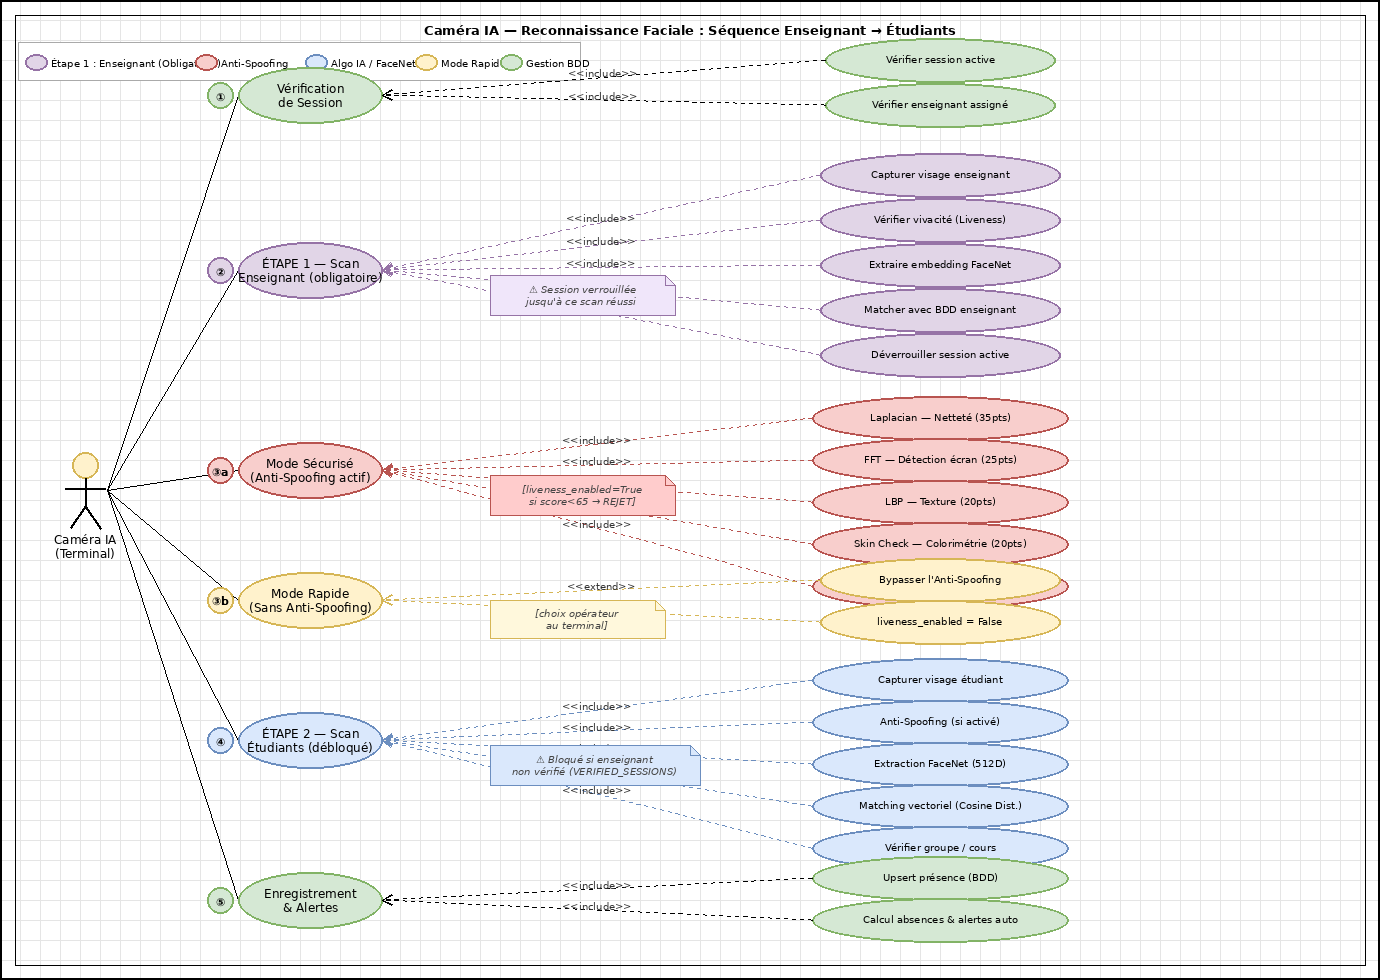 Caméra IA — Reconnaissance Faciale : Séquence Enseignant → Étudiants
Étape 1 : Enseignant (Obligat
)Anti-Spoofing
Algo IA / FaceNet
Mode Rapid
Gestion BDD
①
Vérification
de Session
<<include>>
<<include>>
Vérifier session active
Vérifier enseignant assigné
②
ÉTAPE 1 — Scan
Enseignant (obligatoire)
<<include>>
<<include>>
<<include>>
⚠ Session verrouillée
jusqu'à ce scan réussi
Capturer visage enseignant
Vérifier vivacité (Liveness)
Extraire embedding FaceNet
Matcher avec BDD enseignant
Déverrouiller session active
③a
Mode Sécurisé
(Anti-Spoofing actif)
<<include>>
<<include>>
[liveness_enabled=True
si score<65 → REJET]
<<include>>
Laplacian — Netteté (35pts)
FFT — Détection écran (25pts)
LBP — Texture (20pts)
Skin Check — Colorimétrie (20pts)
Caméra IA
(Terminal)
③b
Mode Rapide
(Sans Anti-Spoofing)
<<extend>>
[choix opérateur
au terminal]
Bypasser l'Anti-Spoofing
liveness_enabled = False
④
ÉTAPE 2 — Scan
Étudiants (débloqué)
<<include>>
<<include>>
⚠ Bloqué si enseignant
non vérifié (VERIFIED_SESSIONS)
<<include>>
Capturer visage étudiant
Anti-Spoofing (si activé)
Extraction FaceNet (512D)
Matching vectoriel (Cosine Dist.)
Vérifier groupe / cours
⑤
Enregistrement
& Alertes
<<include>>
<<include>>
Upsert présence (BDD)
Calcul absences & alertes auto